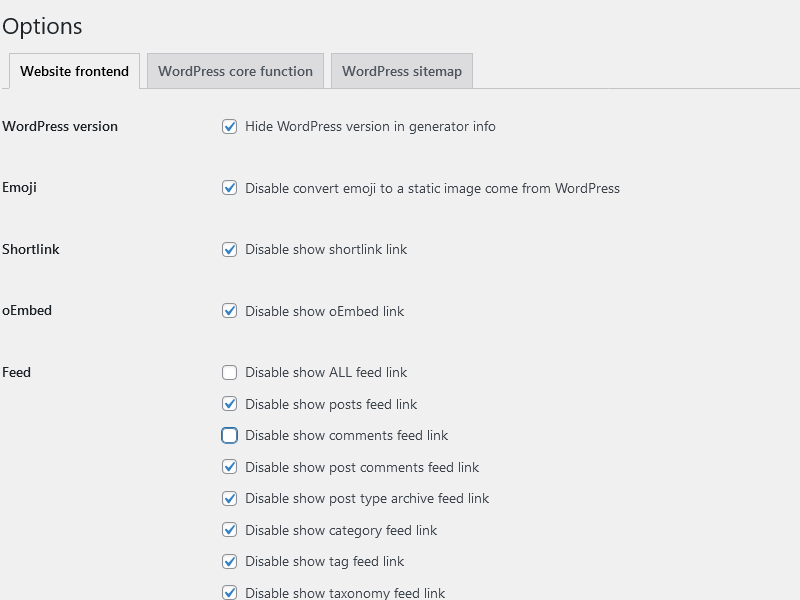 Options
Website frontend
WordPress core function
WordPress sitemap
WordPress version
Hide WordPress version in generator info
Emoji
Disable convert emoji to a static image come from WordPress
Shortlink
Disable show shortlink link
oEmbed
Disable show oEmbed link
Feed
Disable show ALL feed link
Disable show posts feed link
Disable show comments feed link
Disable show post comments feed link
Disable show post type archive feed link
Disable show category feed link
Disable show tag feed link
Disable show taxonomy feed link